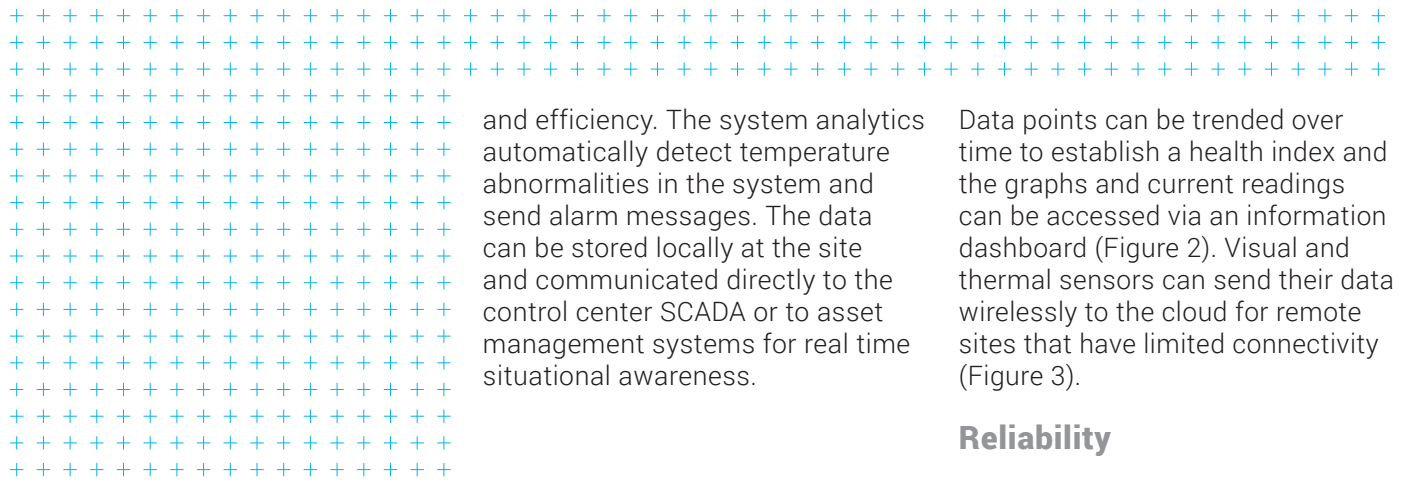 and efficiency. The system analytics
automatically detect temperature
abnormalities in the system and
send alarm messages. The data
can be stored locally at the site
and communicated directly to the
control center SCADA or to asset
management systems for real time
situational awareness.
Data points can be trended over
time to establish a health index and
the graphs and current readings
can be accessed via an information
dashboard (Figure 2). Visual and
thermal sensors can send their data
wirelessly to the cloud for remote
sites that have limited connectivity
(Figure 3).
Reliability